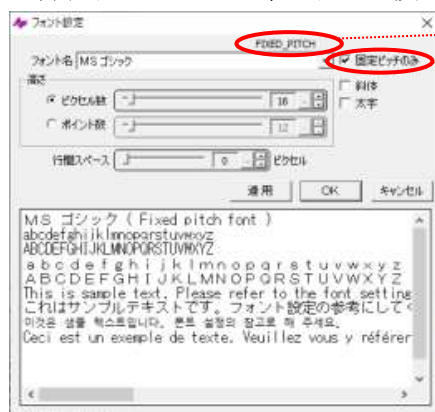 フォント設定
FIXED_PITCH
フォント名 MS ゴシック
固定ピッチのみ
高さ
斜体
ピクセル数 16
太字
ポイント数 12
行間スペース 0 ピクセル
適用 OK キャンセル
MS ゴシック ( Fixed pitch font )
abcdefghijklmnopqrstuvwxyz
ABCDEFGHIJKLMNOPQRSTUVWXYZ
ａｂｃｄｅｆｇｈｉｊｋｌｍｎｏｐｑｒｓｔｕｖｗｘｙｚ
ＡＢＣＤＥＦＧＨＩＪＫＬＭＮＯＰＱＲＳＴＵＶＷＸＹＺ
This is sample text. Please refer to the font setting
これはサンプルテキストです。フォント設定の参考にして
이것은 샘플 텍스트입니다. 폰트 설정의 참고로 해 주세요.
Ceci est un exemple de texte. Veuillez vous y référer